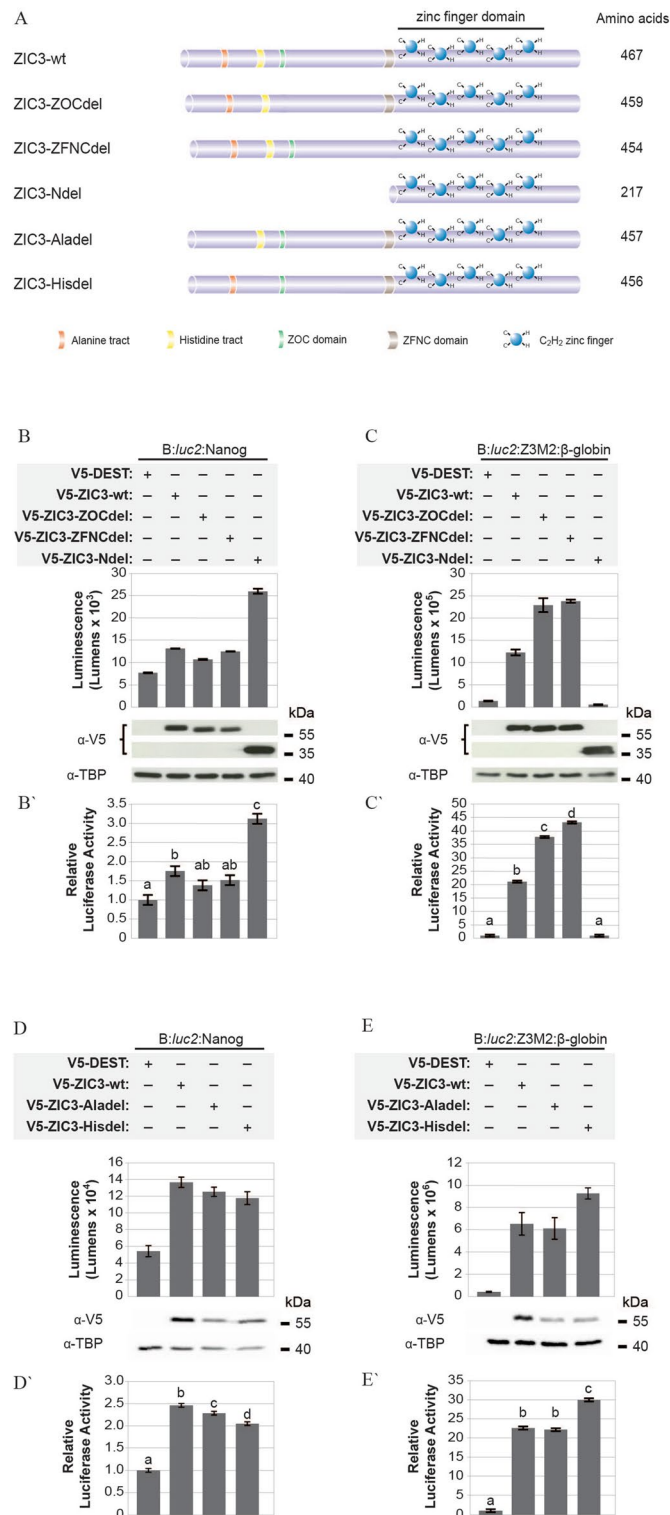 A
zinc finger domain
Amino acids
ZIC3-wt
467
ZIC3-ZOCdel
459
ZIC3-ZFNCdel
454
ZIC3-Ndel
217
ZIC3-Aladel
457
ZIC3-Hisdel
456
Alanine tract
Histidine tract
ZOC domain
ZFNC domain
C
C
H
H
C₂H₂ zinc finger
B
B:luc2:Nanog
V5-DEST: + – – – –
V5-ZIC3-wt: – + – – –
V5-ZIC3-ZOCdel: – – + – –
V5-ZIC3-ZFNCdel: – – – + –
V5-ZIC3-Ndel: – – – – +
Luminescence
(Lumens x 10³)
30
25
20
15
10
5
0
kDa
α-V5
55
35
α-TBP
40
B`
Relative
Luciferase Activity
3.5
3.0
2.5
2.0
1.5
1.0
0.5
0
a
b
ab
ab
c
C
B:luc2:Z3M2:β-globin
V5-DEST: + – – – –
V5-ZIC3-wt: – + – – –
V5-ZIC3-ZOCdel: – – + – –
V5-ZIC3-ZFNCdel: – – – + –
V5-ZIC3-Ndel: – – – – +
Luminescence
(Lumens x 10⁵)
30
25
20
15
10
5
0
kDa
α-V5
55
35
α-TBP
40
C`
Relative
Luciferase Activity
50
45
40
35
30
25
20
15
10
5
0
a
b
c
d
a
D
B:luc2:Nanog
V5-DEST: + – – –
V5-ZIC3-wt: – + – –
V5-ZIC3-Aladel: – – + –
V5-ZIC3-Hisdel: – – – +
Luminescence
(Lumens x 10⁴)
16
14
12
10
8
6
4
2
0
kDa
α-V5
55
α-TBP
40
D`
Relative
Luciferase Activity
3.0
2.5
2.0
1.5
1.0
0.5
0
a
b
c
d
E
B:luc2:Z3M2:β-globin
V5-DEST: + – – –
V5-ZIC3-wt: – + – –
V5-ZIC3-Aladel: – – + –
V5-ZIC3-Hisdel: – – – +
Luminescence
(Lumens x 10⁶)
12
10
8
6
4
2
0
kDa
α-V5
55
α-TBP
40
E`
Relative
Luciferase Activity
35
30
25
20
15
10
5
0
a
b
b
c